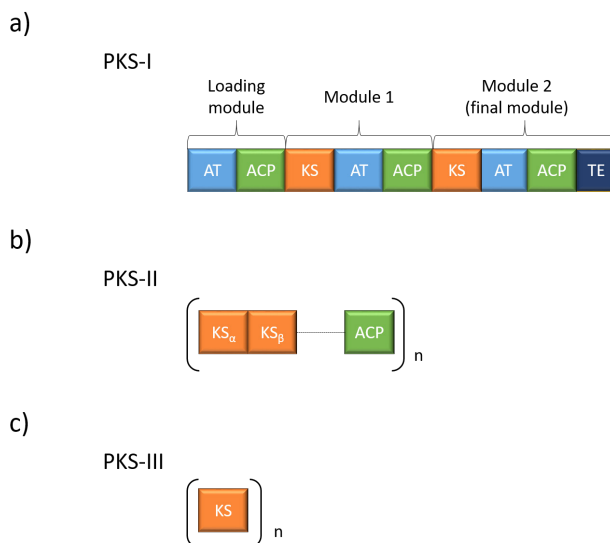 a)
PKS-I
Loading
module
Module 1
Module 2
(final module)
AT ACP KS AT ACP KS AT ACP TE
b)
PKS-II
KSα KSβ ACP
n
c)
PKS-III
KS
n